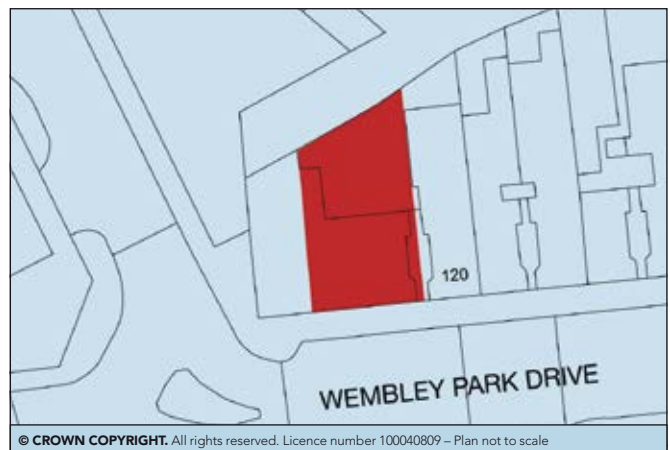 120
WEMBLEY PARK DRIVE
© CROWN COPYRIGHT. All rights reserved. Licence number 100040809 – Plan not to scale